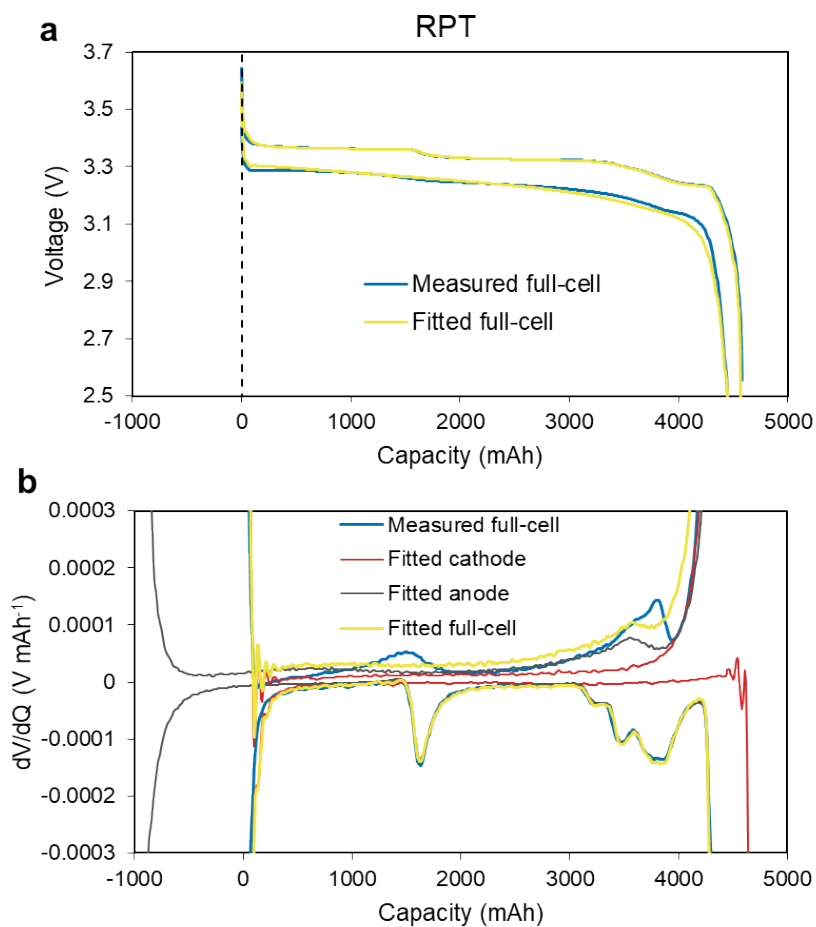 a
RPT
3.7
3.5
3.3
3.1
2.9
2.7
2.5
Voltage (V)
Measured full-cell
Fitted full-cell
-1000 0 1000 2000 3000 4000 5000
Capacity (mAh)
b
0.0003
0.0002
0.0001
0
-0.0001
-0.0002
-0.0003
dV/dQ (V mAh⁻¹)
Measured full-cell
Fitted cathode
Fitted anode
Fitted full-cell
-1000 0 1000 2000 3000 4000 5000
Capacity (mAh)